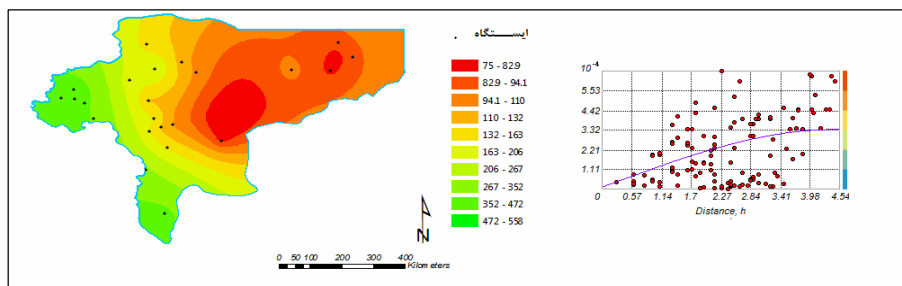 ایستگاه
75 - 82.9
82.9 - 94.1
94.1 - 110
110 - 132
132 - 163
163 - 206
206 - 267
267 - 352
352 - 472
472 - 558
N
0 50 100 200 300 400
Kilometers
10⁻⁴
5.53
4.42
3.32
2.21
1.11
0 0.57 1.14 1.7 2.27 2.84 3.41 3.98 4.54
Distance, h